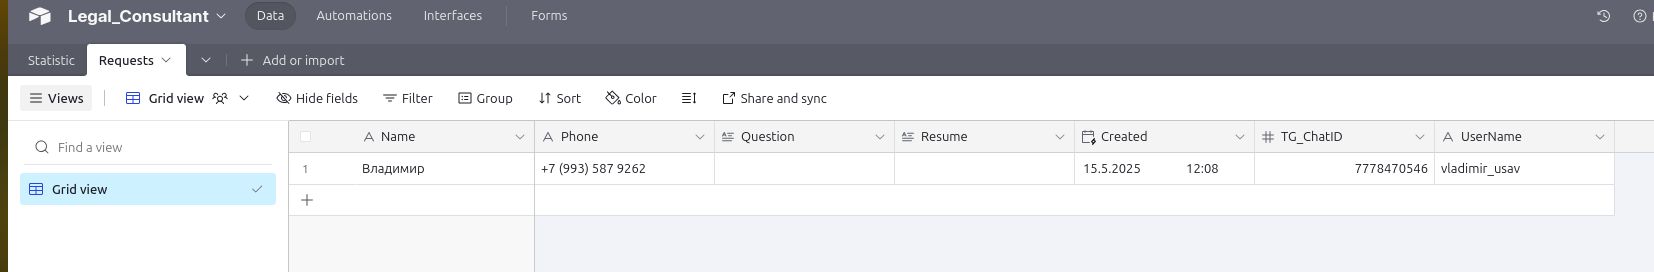 Legal_Consultant Data Automations Interfaces Forms
Statistic Requests Add or import
Views Grid view Hide fields Filter Group Sort Color Share and sync
Find a view
Grid view
Name Phone Question Resume Created TG_ChatID UserName
1 Владимир +7 (993) 587 9262 15.5.2025 12:08 7778470546 vladimir_usav